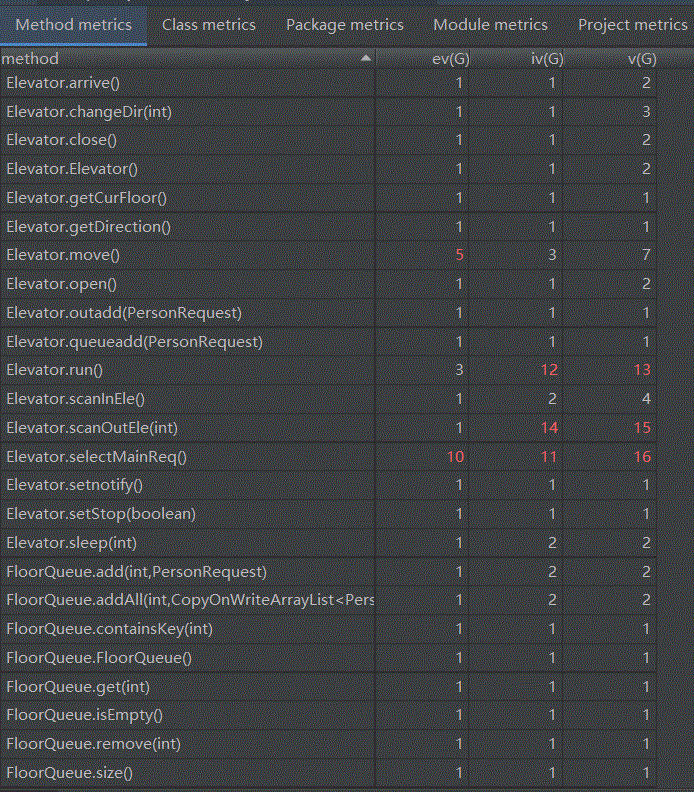 Method metrics Class metrics Package metrics Module metrics Project metrics
method ev(G) iv(G) v(G)
Elevator.arrive() 1 1 2
Elevator.changeDir(int) 1 1 3
Elevator.close() 1 1 2
Elevator.Elevator() 1 1 2
Elevator.getCurFloor() 1 1 1
Elevator.getDirection() 1 1 1
Elevator.move() 5 3 7
Elevator.open() 1 1 2
Elevator.outadd(PersonRequest) 1 1 1
Elevator.queueadd(PersonRequest) 1 1 1
Elevator.run() 3 12 13
Elevator.scanInEle() 1 2 4
Elevator.scanOutEle(int) 1 14 15
Elevator.selectMainReq() 10 11 16
Elevator.setnotify() 1 1 1
Elevator.setStop(boolean) 1 1 1
Elevator.sleep(int) 1 2 2
FloorQueue.add(int,PersonRequest) 1 2 2
FloorQueue.addAll(int,CopyOnWriteArrayList<Pers 1 2 2
FloorQueue.containsKey(int) 1 1 1
FloorQueue.FloorQueue() 1 1 1
FloorQueue.get(int) 1 1 1
FloorQueue.isEmpty() 1 1 1
FloorQueue.remove(int) 1 1 1
FloorQueue.size() 1 1 1